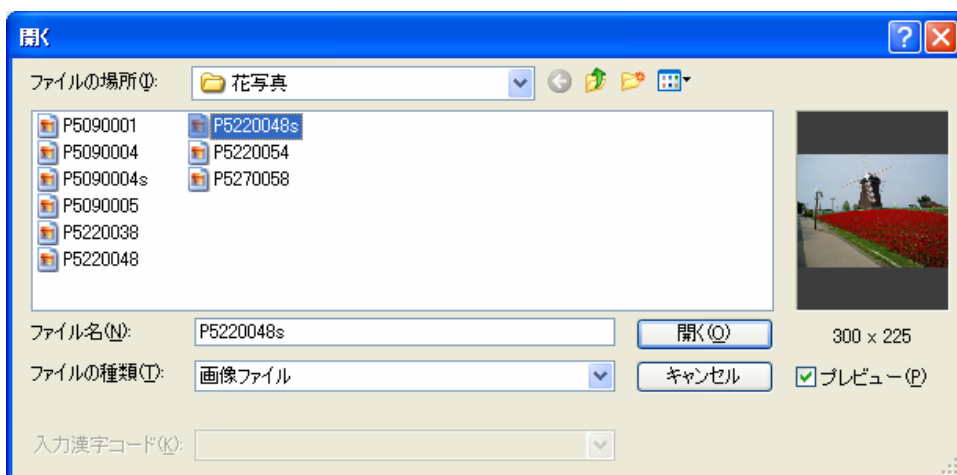 開く
ファイルの場所(I):
花写真
P5090001
P5090004
P5090004s
P5090005
P5220038
P5220048
P5220048s
P5220054
P5270058
ファイル名(N):
P5220048s
開く(O)
300 x 225
ファイルの種類(T):
画像ファイル
キャンセル
プレビュー(P)
入力漢字コード(K):